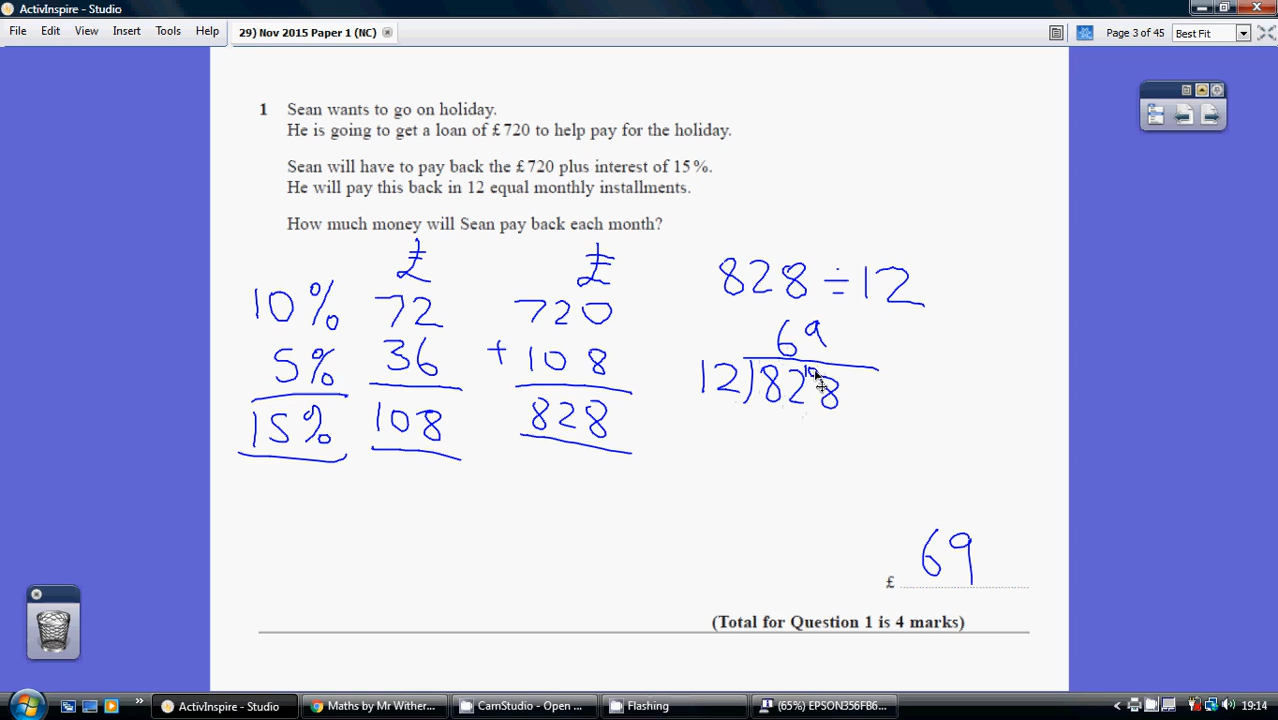 ActivInspire - Studio
File Edit View Insert Tools Help
29) Nov 2015 Paper 1 (NC)
Page 3 of 45
Best Fit
1 Sean wants to go on holiday.
He is going to get a loan of £720 to help pay for the holiday.
Sean will have to pay back the £720 plus interest of 15%.
He will pay this back in 12 equal monthly installments.
How much money will Sean pay back each month?
£ £
10% 72 720
5% 36 + 108
15% 108 828
828 ÷ 12
69
12) 82 10 8
69
£
(Total for Question 1 is 4 marks)
ActivInspire - Studio
Maths by Mr Wither...
CamStudio - Open ...
Flashing
(65%) EPSON356FB6...
19:14